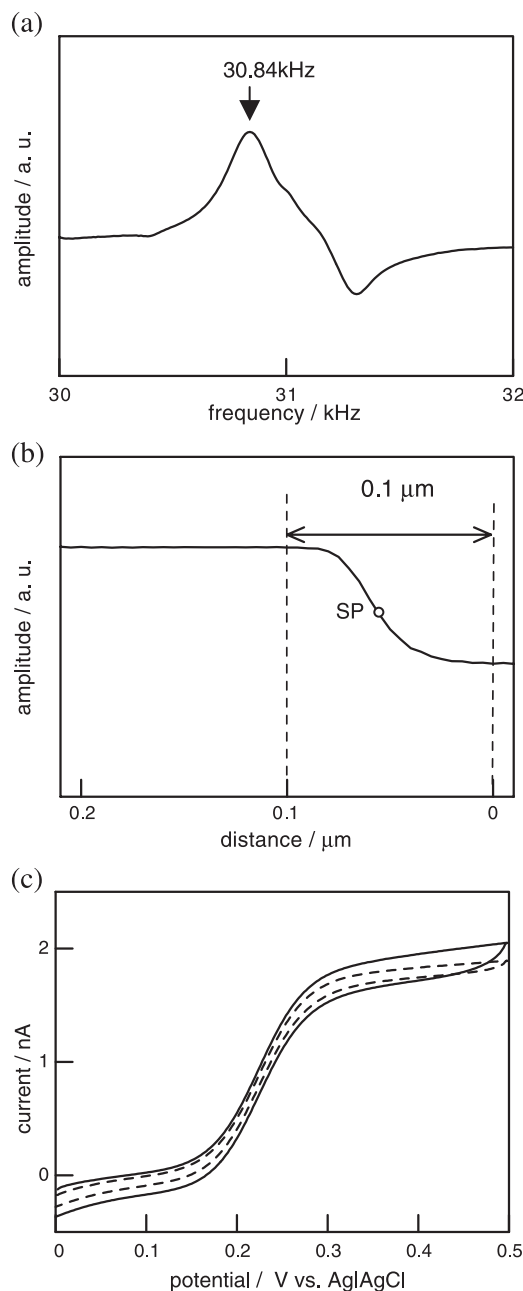 (a)
30.84kHz
amplitude / a. u.
30 31 32
frequency / kHz
(b)
0.1 μm
SP
amplitude / a. u.
0.2 0.1 0
distance / μm
(c)
2
1
0
current / nA
0 0.1 0.2 0.3 0.4 0.5
potential / V vs. Ag|AgCl